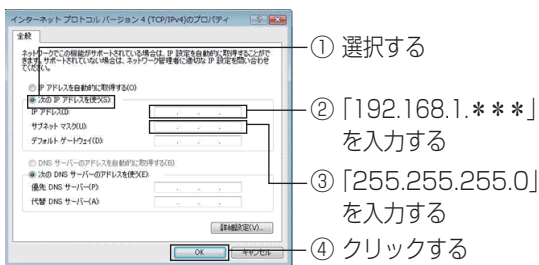 インターネット プロトコル バージョン 4 (TCP/IPv4)のプロパティ
全般
ネットワークでこの機能がサポートされている場合は、IP 設定を自動的に取得することがで
きます。サポートされていない場合は、ネットワーク管理者に適切な IP 設定を問い合わせ
てください。
IP アドレスを自動的に取得する(O)
次の IP アドレスを使う(S):
IP アドレス(I):
サブネット マスク(U):
デフォルト ゲートウェイ(D):
DNS サーバーのアドレスを自動的に取得する(B)
次の DNS サーバーのアドレスを使う(E):
優先 DNS サーバー(P):
代替 DNS サーバー(A):
詳細設定(V)...
OK キャンセル
① 選択する
② 「192.168.1.＊＊＊」
を入力する
③ 「255.255.255.0」
を入力する
④ クリックする